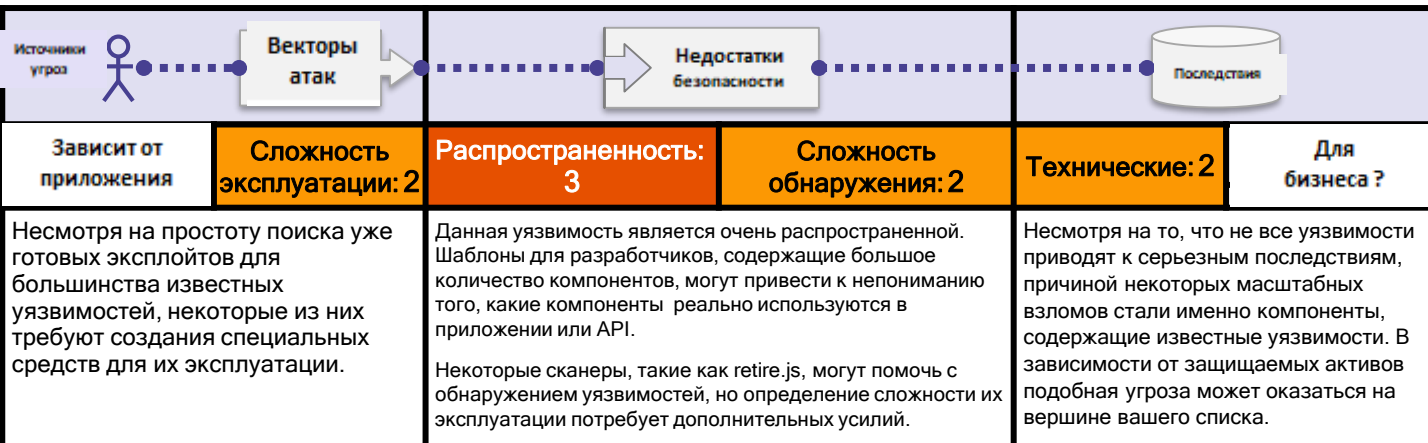 Источники
угроз
Векторы
атак
Недостатки
безопасности
Последствия
Зависит от
приложения
Сложность
эксплуатации: 2
Распространенность:
3
Сложность
обнаружения: 2
Технические: 2
Для
бизнеса ?
Несмотря на простоту поиска уже
готовых эксплойтов для
большинства известных
уязвимостей, некоторые из них
требуют создания специальных
средств для их эксплуатации.
Данная уязвимость является очень распространенной.
Шаблоны для разработчиков, содержащие большое
количество компонентов, могут привести к непониманию
того, какие компоненты реально используются в
приложении или API.
Некоторые сканеры, такие как retire.js, могут помочь с
обнаружением уязвимостей, но определение сложности их
эксплуатации потребует дополнительных усилий.
Несмотря на то, что не все уязвимости
приводят к серьезным последствиям,
причиной некоторых масштабных
взломов стали именно компоненты,
содержащие известные уязвимости. В
зависимости от защищаемых активов
подобная угроза может оказаться на
вершине вашего списка.